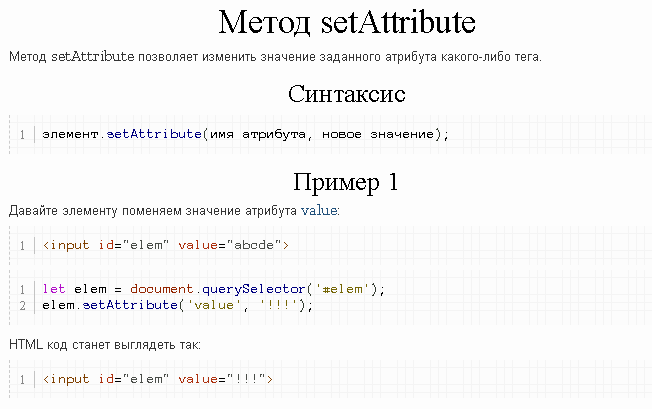 Метод setAttribute
Метод setAttribute позволяет изменить значение заданного атрибута какого-либо тега.
Синтаксис
1 элемент.setAttribute(имя атрибута, новое значение);
Пример 1
Давайте элементу поменяем значение атрибута value:
1 <input id="elem" value="abcde">
1 let elem = document.querySelector('#elem');
2 elem.setAttribute('value', '!!!');
HTML код станет выглядеть так:
1 <input id="elem" value="!!!">